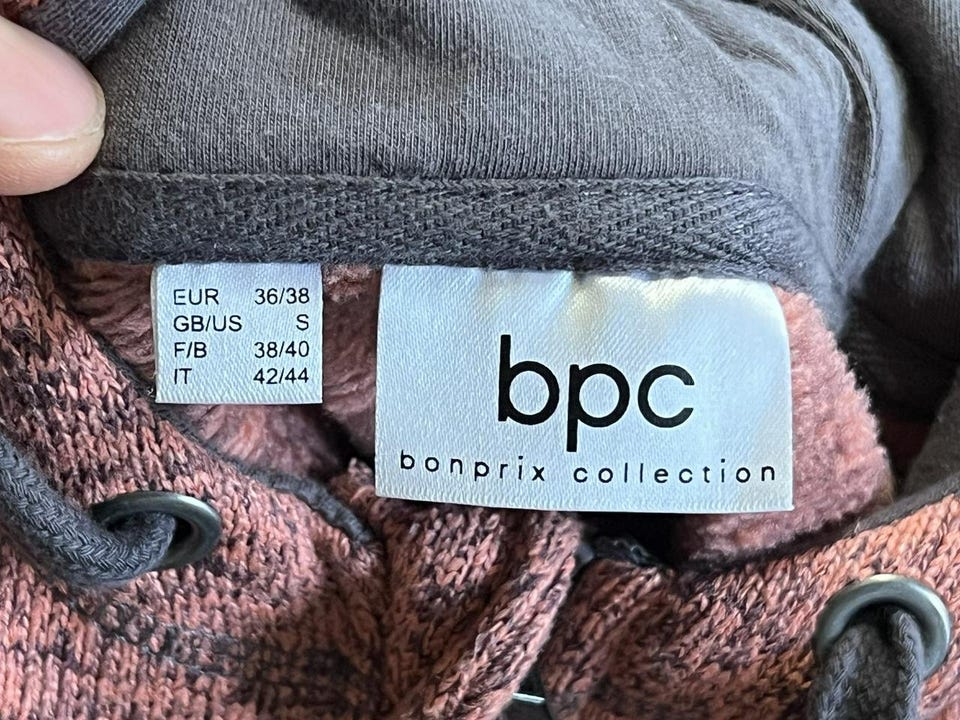 EUR 36/38
GB/US S
F/B 38/40
IT 42/44
bpc
bonprix collection